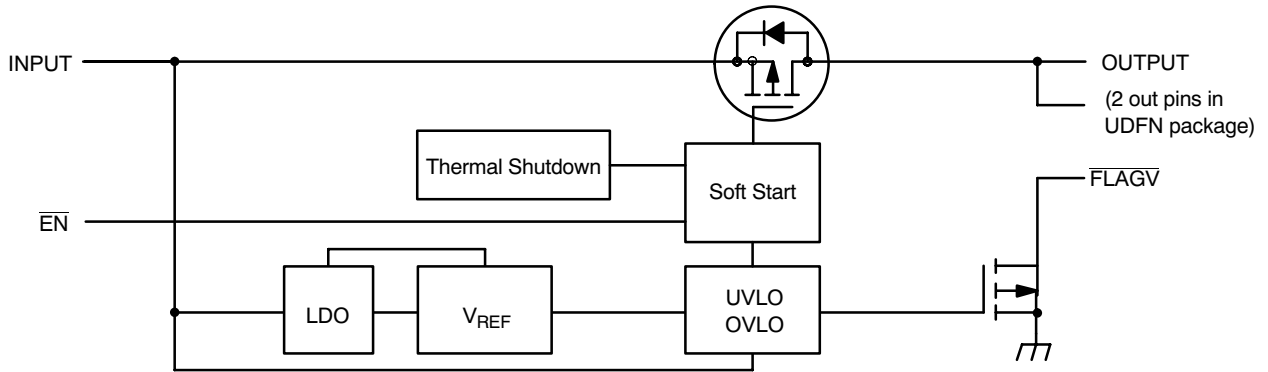 INPUT
OUTPUT
(2 out pins in
UDFN package)
Thermal Shutdown
Soft Start
FLAGV
EN
LDO
VREF
UVLO
OVLO